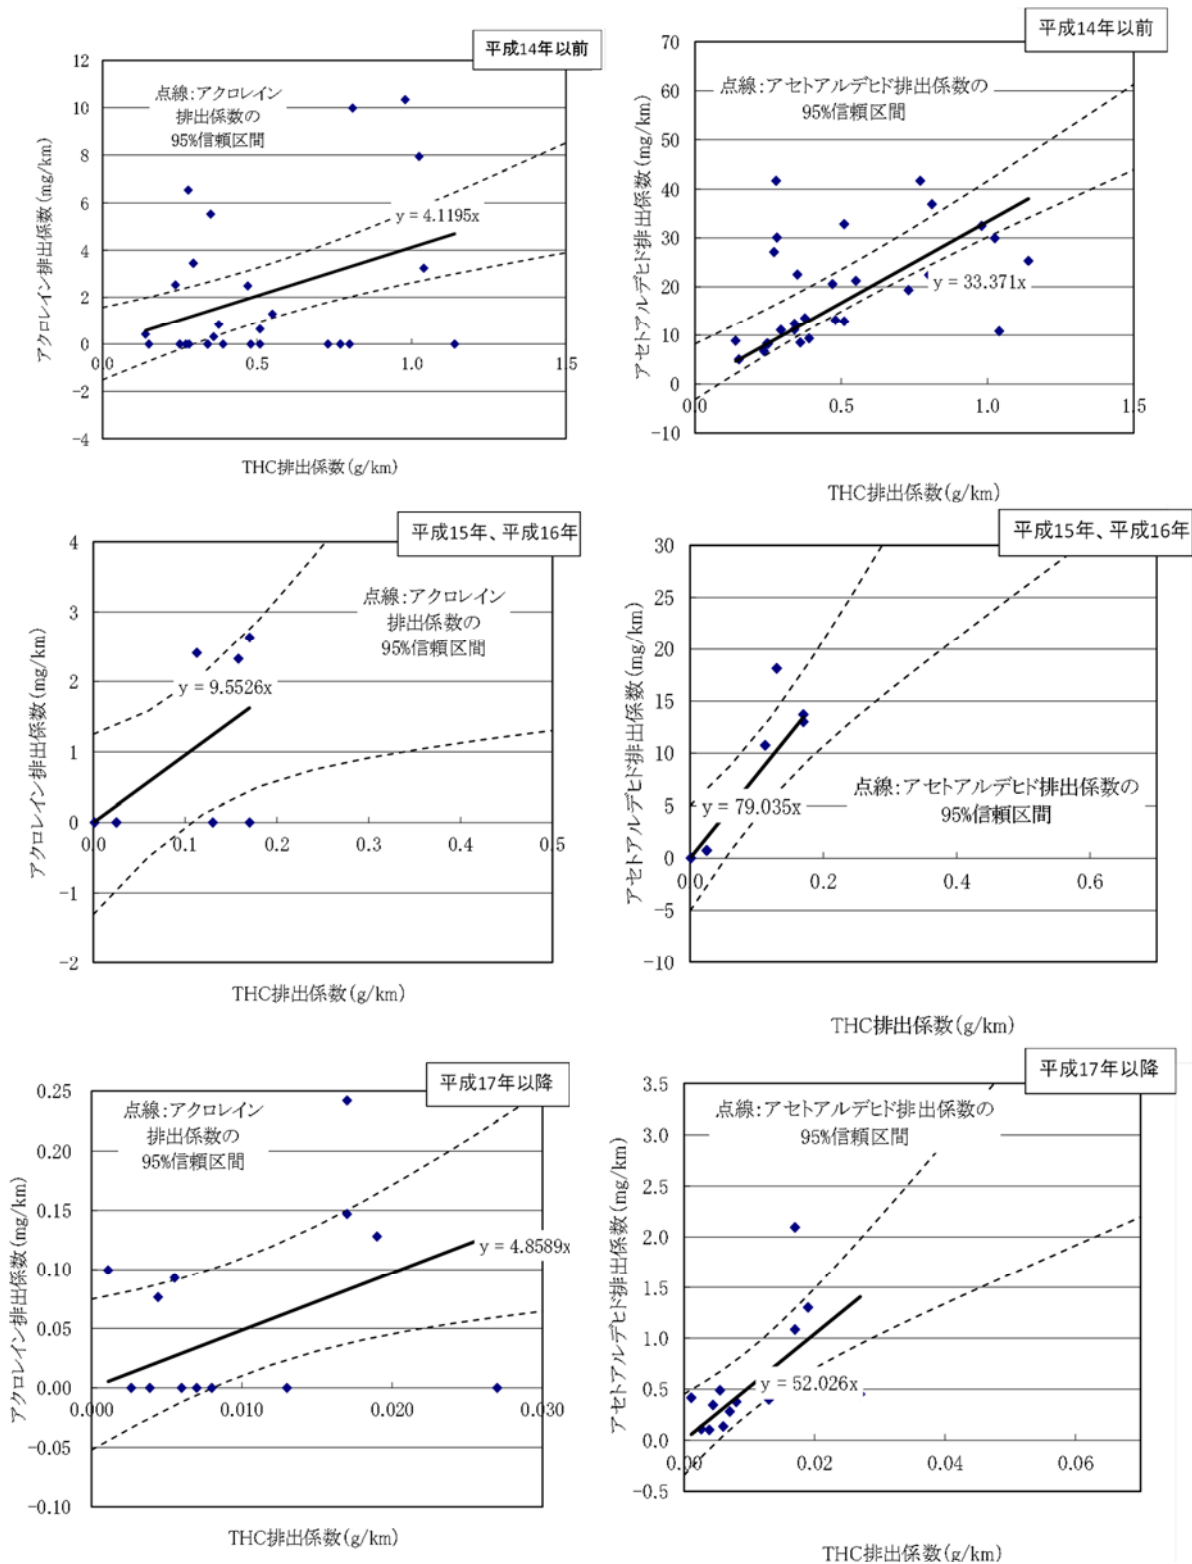 平成14年以前
12
10
8
6
4
2
0
-2
-4
0.0
0.5
1.0
1.5
点線:アクロレイン
排出係数の
95%信頼区間
y = 4.1195x
アクロレイン排出係数(mg/km)
THC排出係数(g/km)
平成14年以前
70
60
50
40
30
20
10
0
-10
0.0
0.5
1.0
1.5
点線:アセトアルデヒド排出係数の
95%信頼区間
y = 33.371x
アセトアルデヒド排出係数(mg/km)
THC排出係数(g/km)
平成15年、平成16年
4
3
2
1
0
-1
-2
0.0
0.1
0.2
0.3
0.4
0.5
点線:アクロレイン
排出係数の
95%信頼区間
y = 9.5526x
アクロレイン排出係数(mg/km)
THC排出係数(g/km)
平成15年、平成16年
30
25
20
15
10
5
0
-5
-10
0.0
0.2
0.4
0.6
y = 79.035x
点線:アセトアルデヒド排出係数の
95%信頼区間
アセトアルデヒド排出係数(mg/km)
THC排出係数(g/km)
平成17年以降
0.25
0.20
0.15
0.10
0.05
0.00
-0.05
-0.10
0.000
0.010
0.020
0.030
点線:アクロレイン
排出係数の
95%信頼区間
y = 4.8589x
アクロレイン排出係数(mg/km)
THC排出係数(g/km)
平成17年以降
3.5
3.0
2.5
2.0
1.5
1.0
0.5
0.0
-0.5
0.00
0.02
0.04
0.06
点線:アセトアルデヒド排出係数の
95%信頼区間
y = 52.026x
アセトアルデヒド排出係数(mg/km)
THC排出係数(g/km)